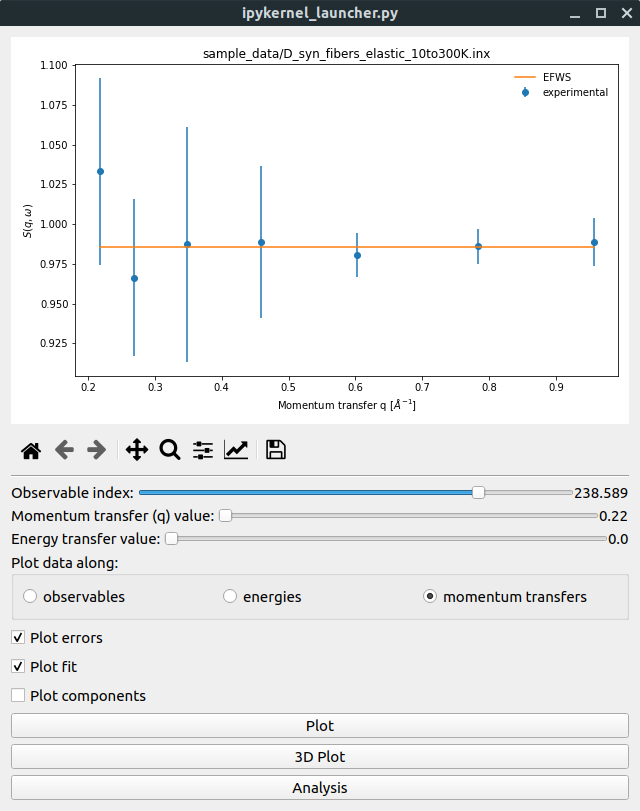 ipykernel_launcher.py
sample_data/D_syn_fibers_elastic_10to300K.inx
EFWS
experimental
1.100
1.075
1.050
1.025
1.000
0.975
0.950
0.925
S(q, ω)
0.2 0.3 0.4 0.5 0.6 0.7 0.8 0.9
Momentum transfer q [Å⁻¹]
Observable index: 238.589
Momentum transfer (q) value: 0.22
Energy transfer value: 0.0
Plot data along:
observables energies momentum transfers
Plot errors
Plot fit
Plot components
Plot
3D Plot
Analysis